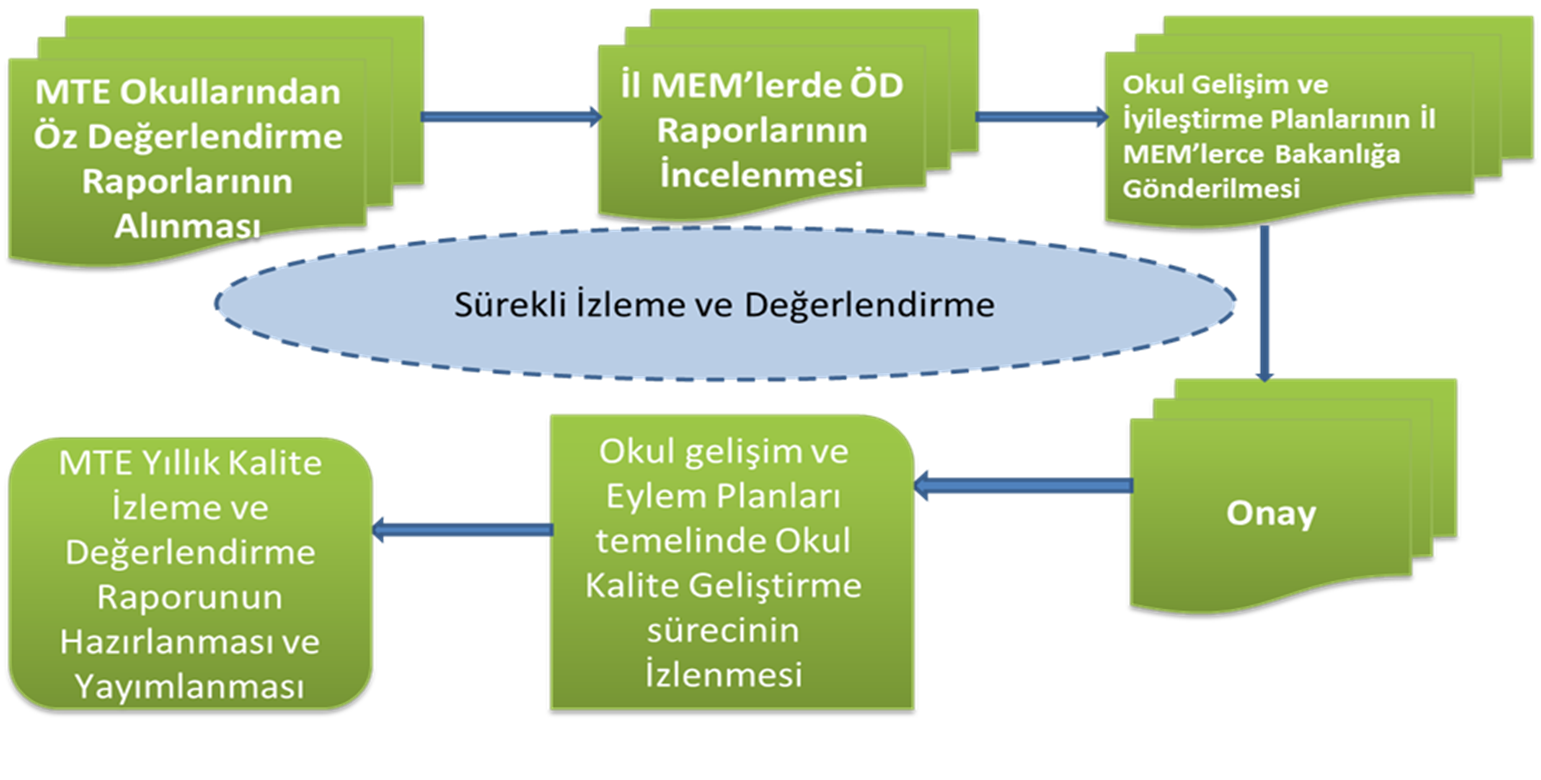 MTE Okullarından
Öz Değerlendirme
Raporlarının
Alınması
İl MEM’lerde ÖD
Raporlarının
İncelenmesi
Okul Gelişim ve
İyileştirme Planlarının İl
MEM’lerce Bakanlığa
Gönderilmesi
Sürekli İzleme ve Değerlendirme
Onay
Okul gelişim ve
Eylem Planları
temelinde Okul
Kalite Geliştirme
sürecinin
İzlenmesi
MTE Yıllık Kalite
İzleme ve
Değerlendirme
Raporunun
Hazırlanması ve
Yayımlanması